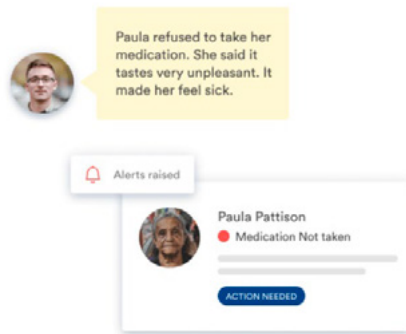 Paula refused to take her
medication. She said it
tastes very unpleasant. It
made her feel sick.
Alerts raised
Paula Pattison
Medication Not taken
ACTION NEEDED